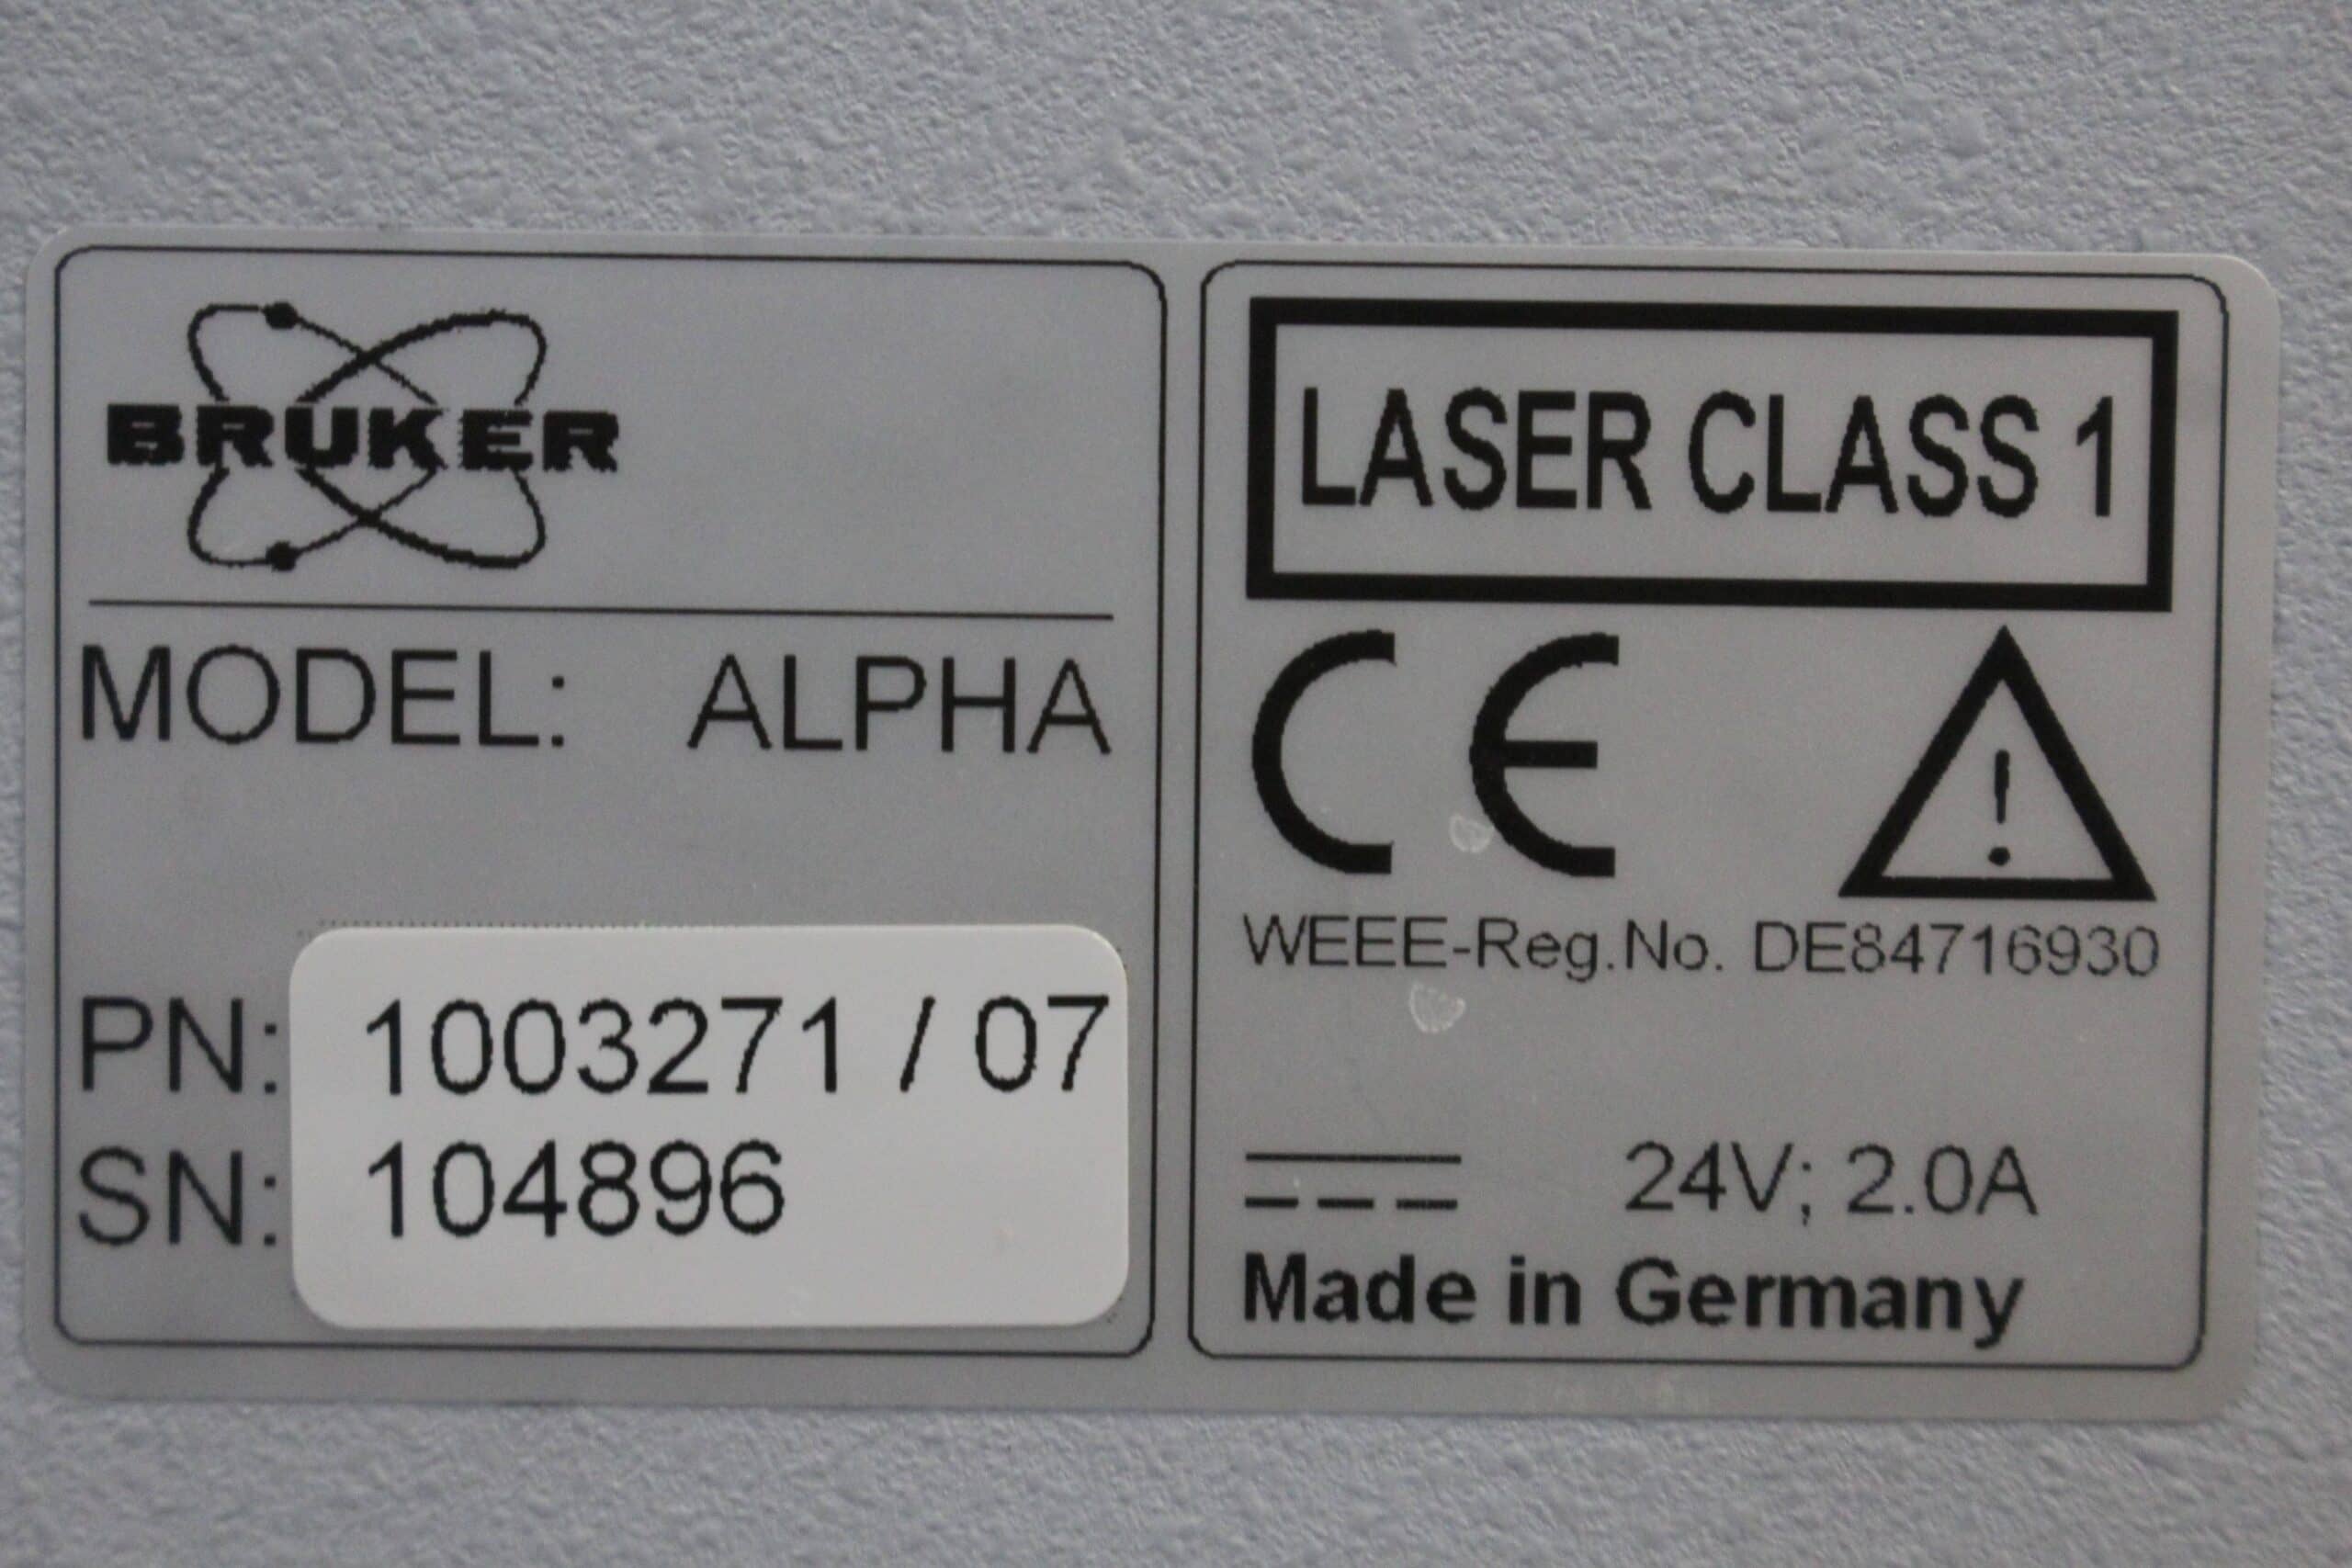 BRUKER
MODEL: ALPHA
PN: 1003271 / 07
SN: 104896
LASER CLASS 1
CE
!
WEEE-Reg.No. DE84716930
24V; 2.0A
Made in Germany